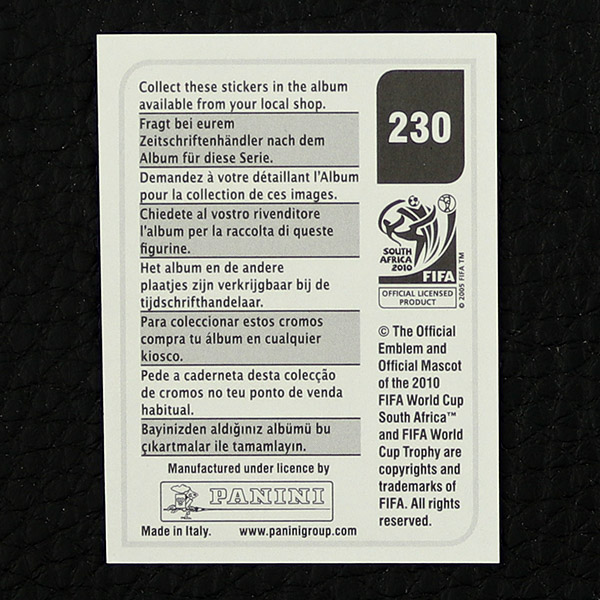 Collect these stickers in the album
available from your local shop.
Fragt bei eurem
Zeitschriftenhändler nach dem
Album für diese Serie.
Demandez à votre détaillant l'Album
pour la collection de ces images.
Chiedete al vostro rivenditore
l'album per la raccolta di queste
figurine.
Het album en de andere
plaatjes zijn verkrijgbaar bij de
tijdschrifthandelaar.
Para coleccionar estos cromos
compra tu álbum en cualquier
kiosco.
Pede a caderneta desta colecção
de cromos no teu ponto de venda
habitual.
Bayinizden aldığınız albümü bu
çıkartmalar ile tamamlayın.
Manufactured under licence by
PANINI
Made in Italy. www.paninigroup.com
230
SOUTH
AFRICA
2010
FIFA
OFFICIAL LICENSED
PRODUCT
© 2005 FIFA TM
© The Official
Emblem and
Official Mascot
of the 2010
FIFA World Cup
South Africa™
and FIFA World
Cup Trophy are
copyrights and
trademarks of
FIFA. All rights
reserved.